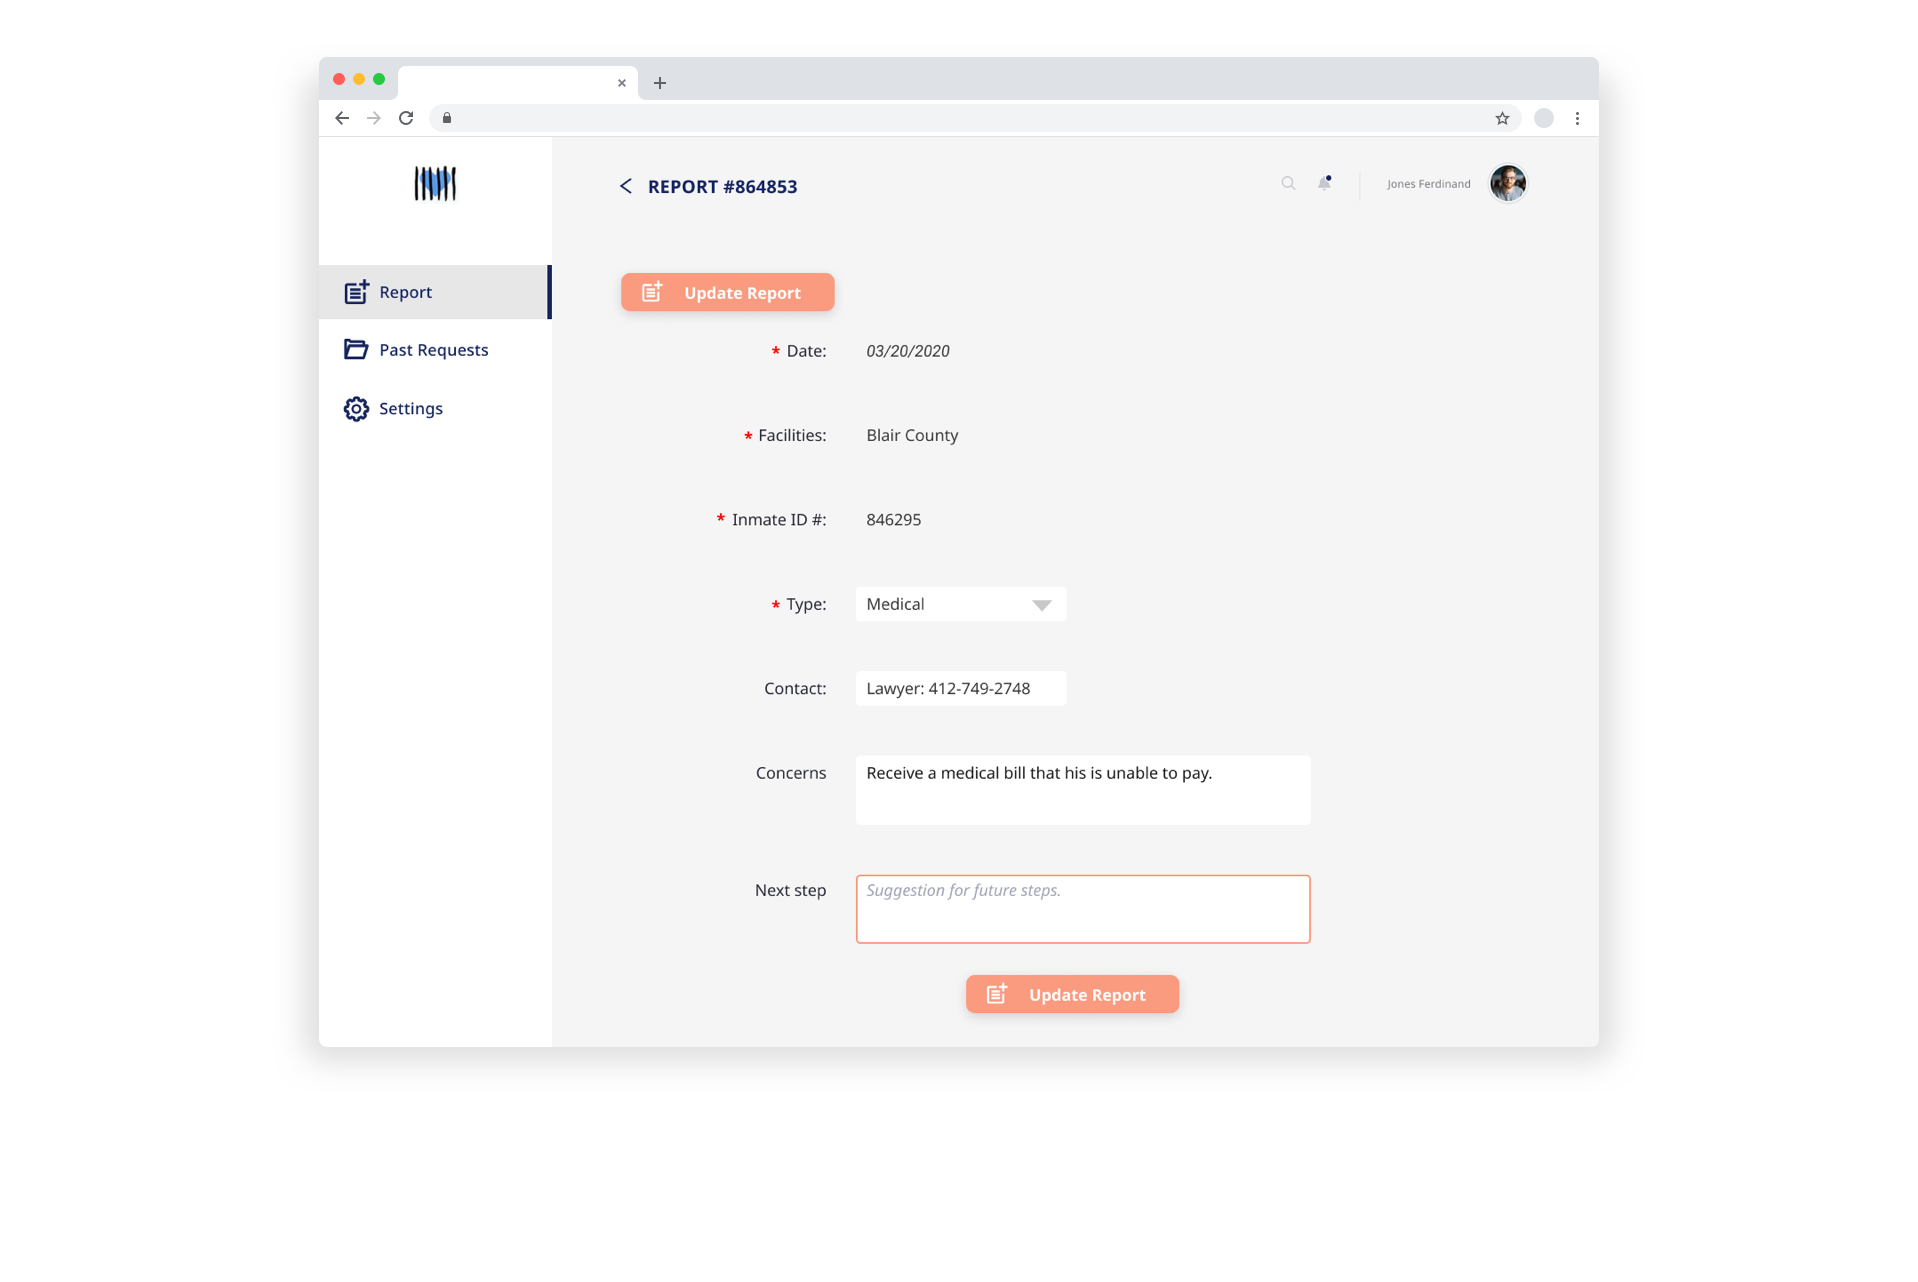 REPORT #864853
Jones Ferdinand
Report
Past Requests
Settings
Update Report
* Date: 03/20/2020
* Facilities: Blair County
* Inmate ID #: 846295
* Type: Medical
Contact: Lawyer: 412-749-2748
Concerns Receive a medical bill that his is unable to pay.
Next step Suggestion for future steps.
Update Report